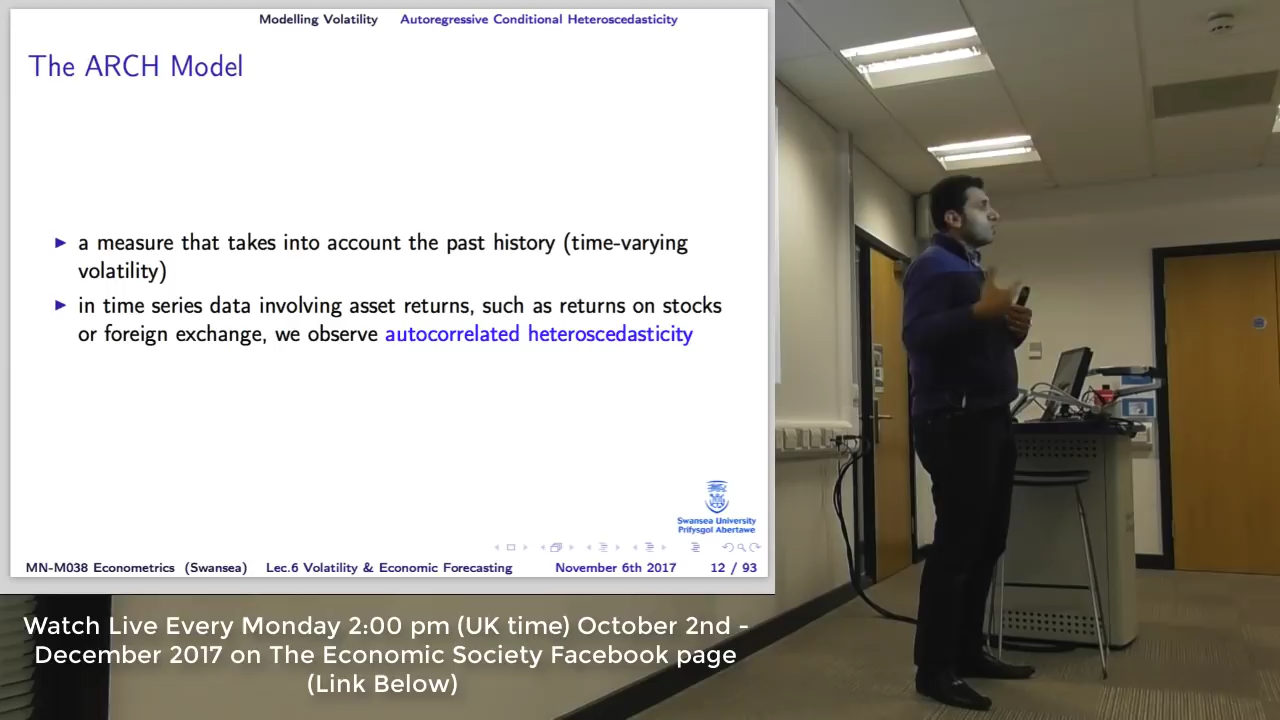 Modelling Volatility Autoregressive Conditional Heteroscedasticity
The ARCH Model
a measure that takes into account the past history (time-varying
volatility)
in time series data involving asset returns, such as returns on stocks
or foreign exchange, we observe autocorrelated heteroscedasticity
Swansea University
Prifysgol Abertawe
MN-M038 Econometrics (Swansea) Lec.6 Volatility & Economic Forecasting November 6th 2017 12 / 93
Watch Live Every Monday 2:00 pm (UK time) October 2nd -
December 2017 on The Economic Society Facebook page
(Link Below)